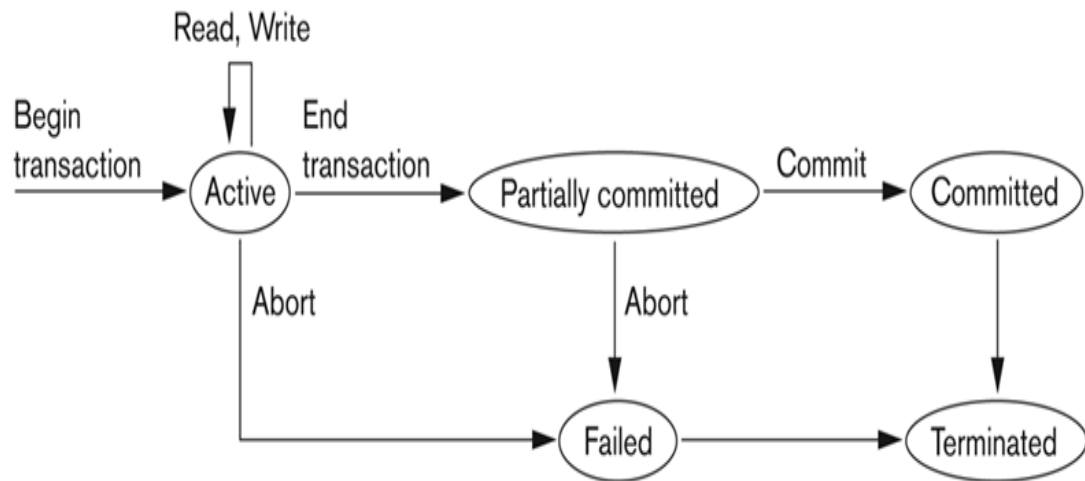 Read, Write
Begin
transaction
End
transaction
Active
Partially committed
Commit
Committed
Abort
Abort
Failed
Terminated